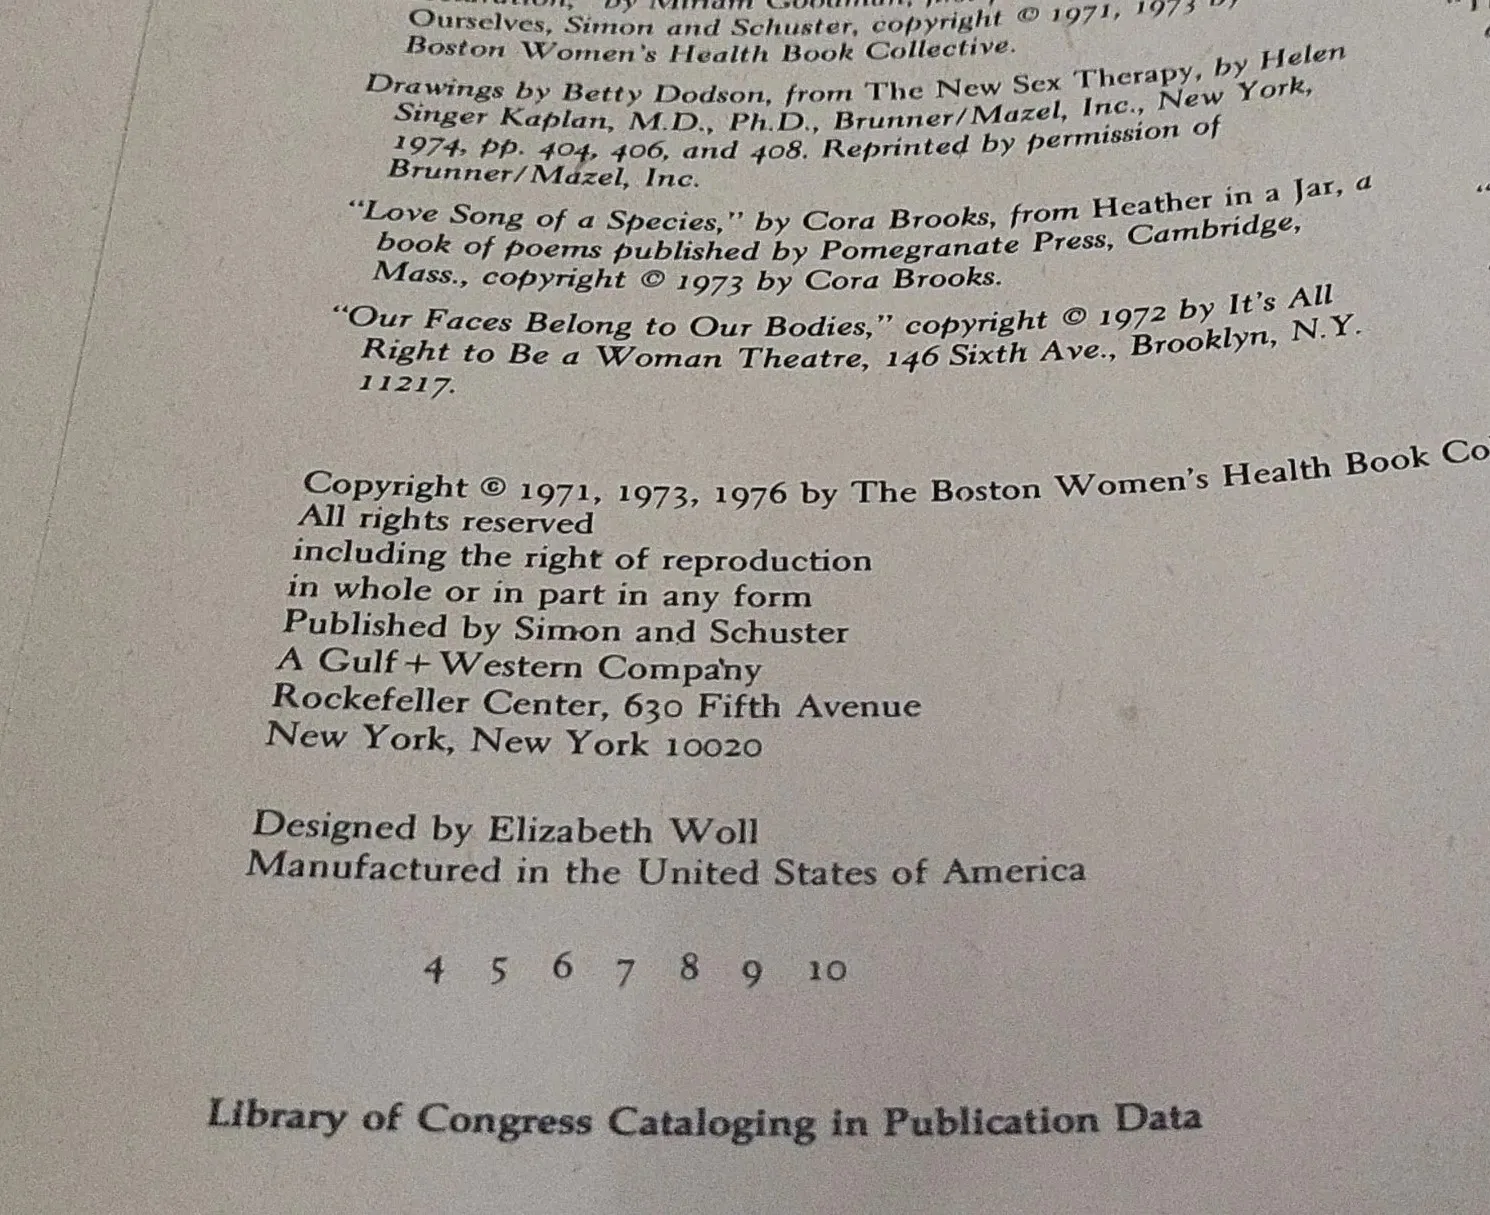 by Miriam
Ourselves, Simon and Schuster, copyright © 1971, 1973
Boston Women's Health Book Collective.
Drawings by Betty Dodson, from The New Sex Therapy, by Helen
Singer Kaplan, M.D., Ph.D., Brunner/Mazel, Inc., New York,
1974, pp. 404, 406, and 408. Reprinted by permission of
Brunner/Mazel, Inc.
"Love Song of a Species," by Cora Brooks, from Heather in a Jar, a
book of poems published by Pomegranate Press, Cambridge,
Mass., copyright © 1973 by Cora Brooks.
"Our Faces Belong to Our Bodies," copyright © 1972 by It's All
Right to Be a Woman Theatre, 146 Sixth Ave., Brooklyn, N.Y.
11217.
Copyright © 1971, 1973, 1976 by The Boston Women's Health Book Co
All rights reserved
including the right of reproduction
in whole or in part in any form
Published by Simon and Schuster
A Gulf+Western Company
Rockefeller Center, 630 Fifth Avenue
New York, New York 10020
Designed by Elizabeth Woll
Manufactured in the United States of America
4 5 6 7 8 9 10
Library of Congress Cataloging in Publication Data